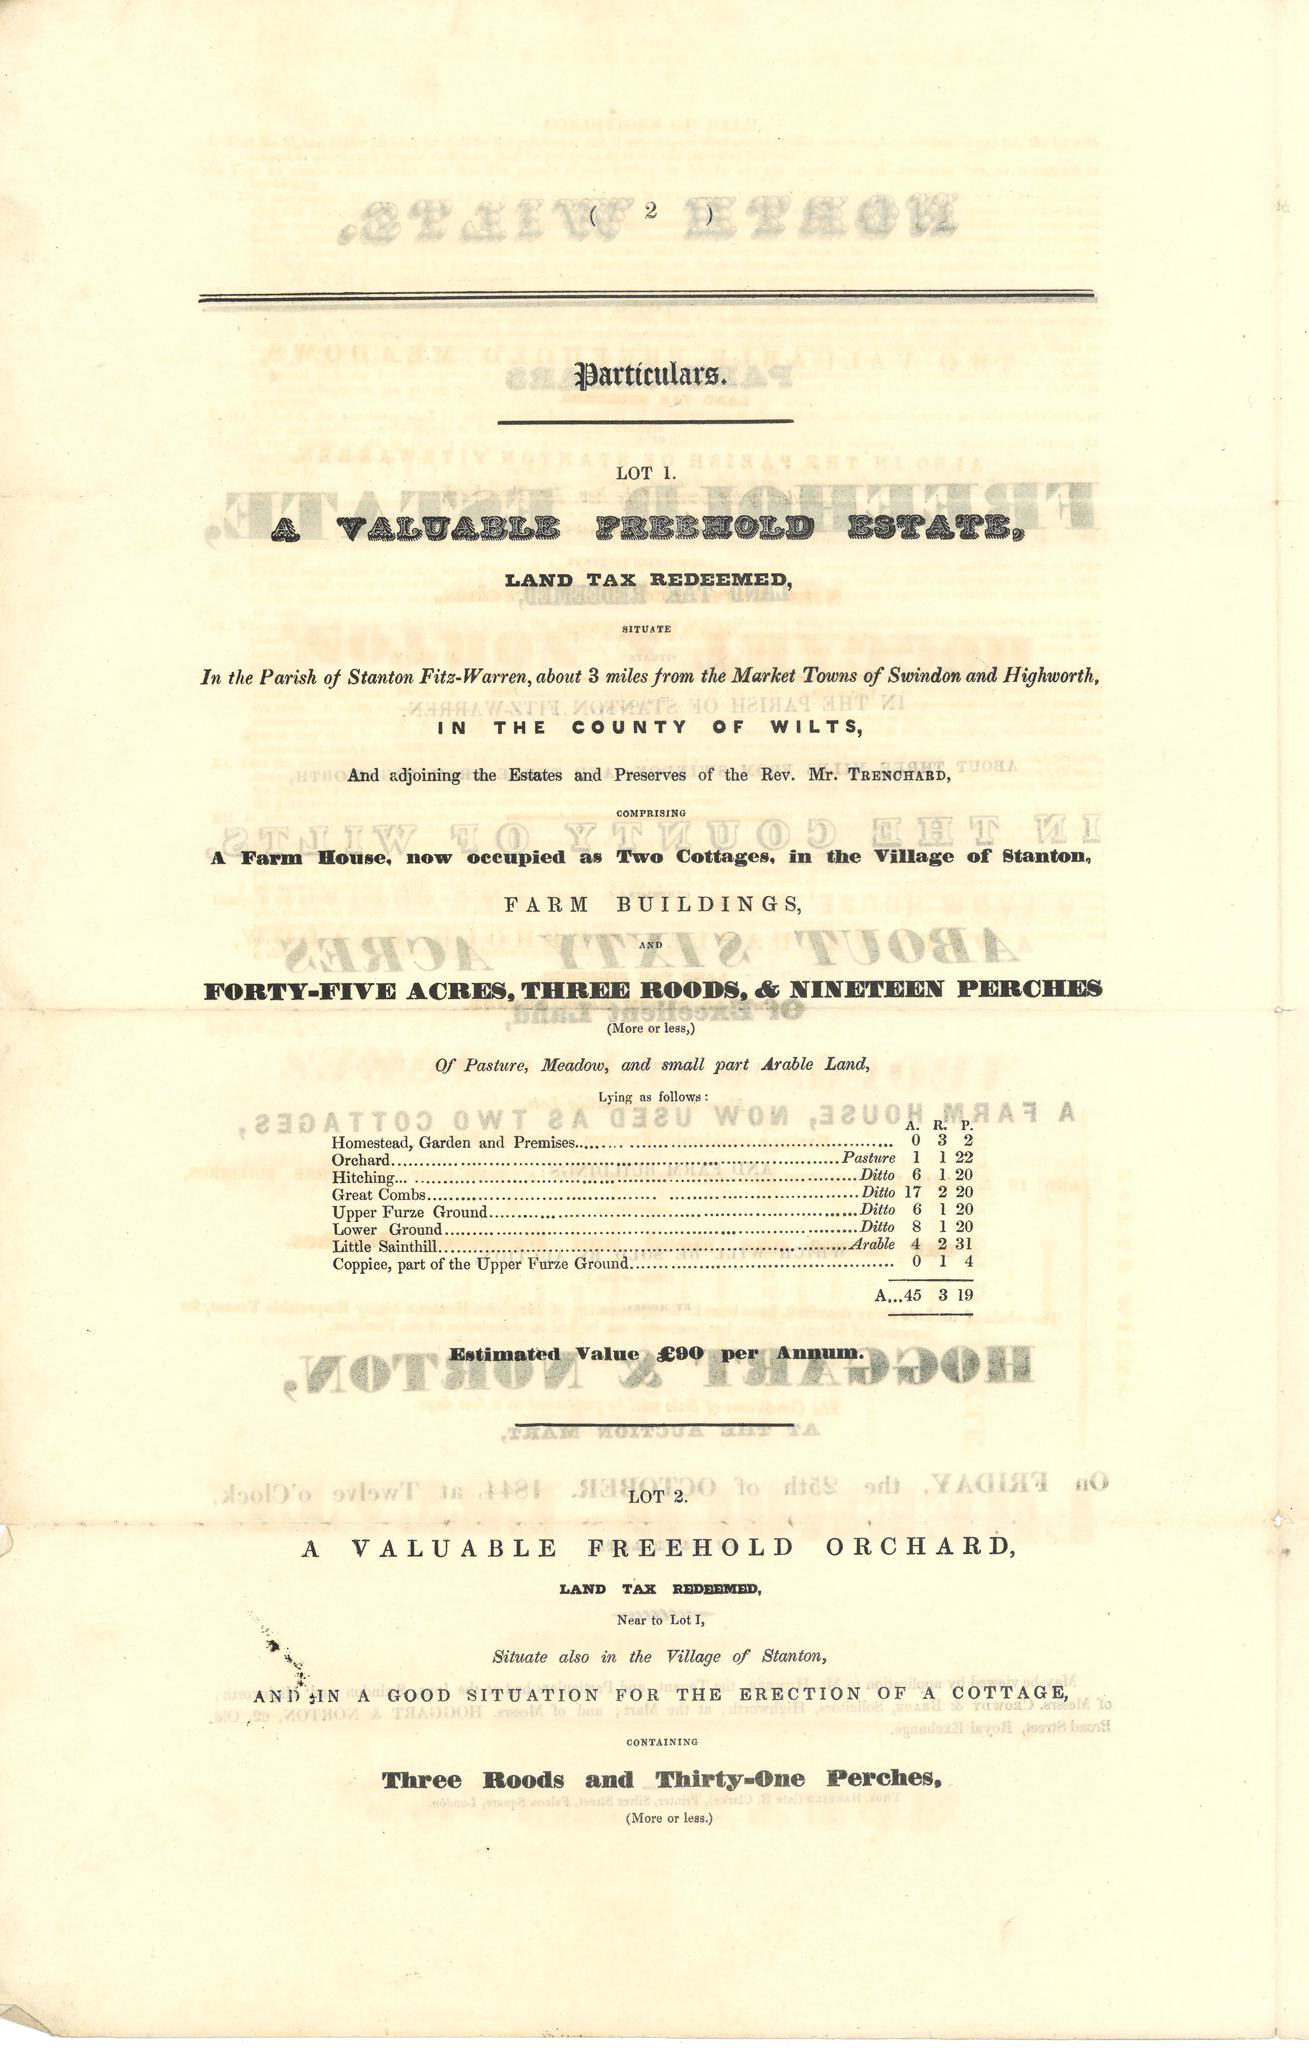 ( 2 )
Particulars.
LOT 1.
A VALUABLE FREEHOLD ESTATE,
LAND TAX REDEEMED,
SITUATE
In the Parish of Stanton Fitz-Warren, about 3 miles from the Market Towns of Swindon and Highworth,
IN THE COUNTY OF WILTS,
And adjoining the Estates and Preserves of the Rev. Mr. TRENCHARD,
COMPRISING
A Farm House, now occupied as Two Cottages, in the Village of Stanton,
FARM BUILDINGS,
AND
FORTY-FIVE ACRES, THREE ROODS, & NINETEEN PERCHES
(More or less,)
Of Pasture, Meadow, and small part Arable Land,
Lying as follows:
A. R. P.
Homestead, Garden and Premises 0 3 2
Orchard Pasture 1 1 22
Hitching Ditto 6 1 20
Great Combs Ditto 17 2 20
Upper Furze Ground Ditto 6 1 20
Lower Ground Ditto 8 1 20
Little Sainthill Arable 4 2 31
Coppice, part of the Upper Furze Ground 0 1 4
A...45 3 19
Estimated Value £90 per Annum.
LOT 2.
A VALUABLE FREEHOLD ORCHARD,
LAND TAX REDEEMED,
Near to Lot I,
Situate also in the Village of Stanton,
AND IN A GOOD SITUATION FOR THE ERECTION OF A COTTAGE,
CONTAINING
Three Roods and Thirty-One Perches,
(More or less.)